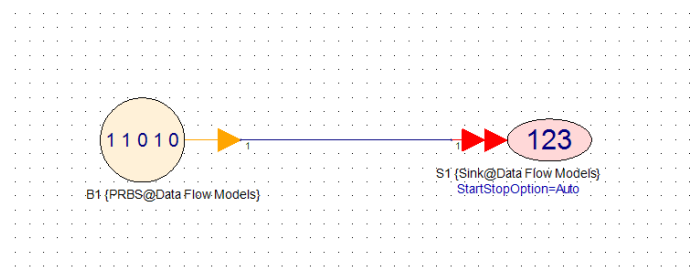 1 1 0 1 0
1
1
123
B1 {PRBS@Data Flow Models}
S1 {Sink@Data Flow Models}
StartStopOption=Auto